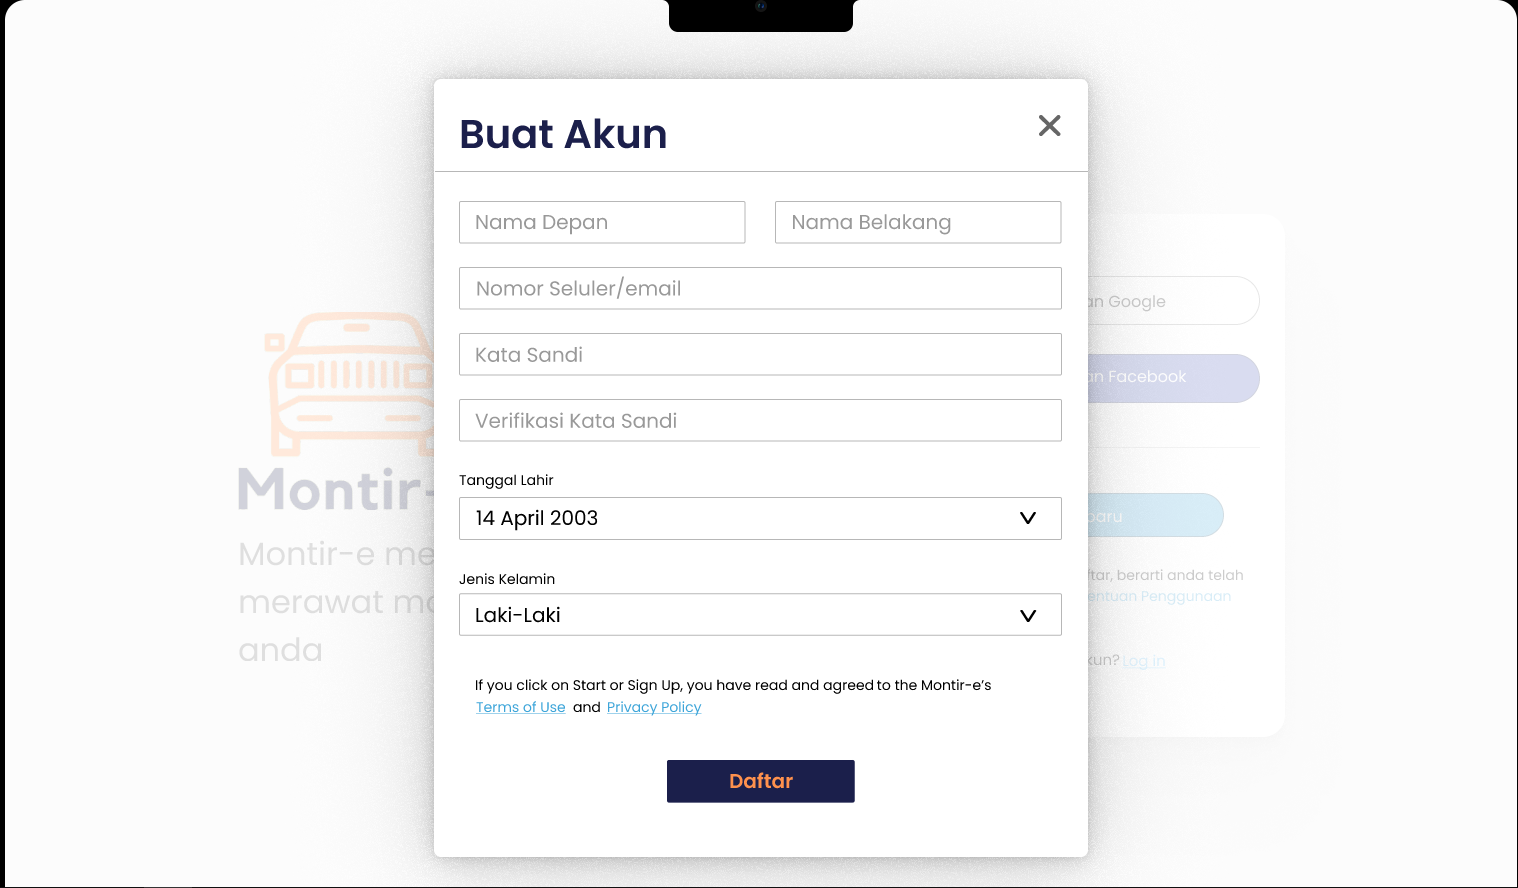 Buat Akun
Nama Depan
Nama Belakang
Nomor Seluler/email
Kata Sandi
Verifikasi Kata Sandi
Tanggal Lahir
14 April 2003
Jenis Kelamin
Laki-Laki
If you click on Start or Sign Up, you have read and agreed to the Montir-e’s
Terms of Use and Privacy Policy
Daftar
Montir-
Montir-e me
merawat mo
anda
an Google
an Facebook
baru
ftar, berarti anda telah
entuan Penggunaan
kun? Log in